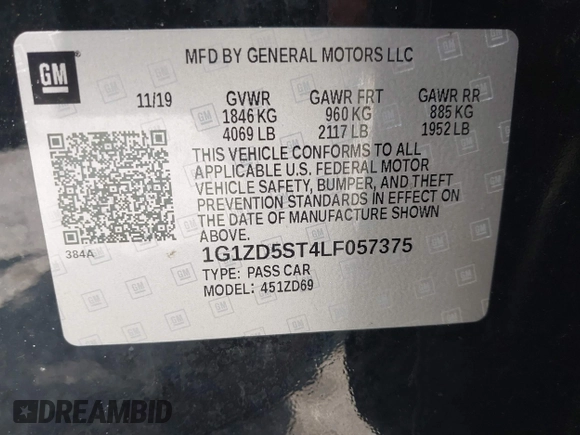 GM
MFD BY GENERAL MOTORS LLC
11/19 GVWR GAWR FRT GAWR RR
1846 KG 960 KG 885 KG
4069 LB 2117 LB 1952 LB
THIS VEHICLE CONFORMS TO ALL
APPLICABLE U.S. FEDERAL MOTOR
VEHICLE SAFETY, BUMPER, AND THEFT
PREVENTION STANDARDS IN EFFECT ON
THE DATE OF MANUFACTURE SHOWN
ABOVE.
384A
1G1ZD5ST4LF057375
TYPE: PASS CAR
MODEL: 451ZD69
DREAMBID